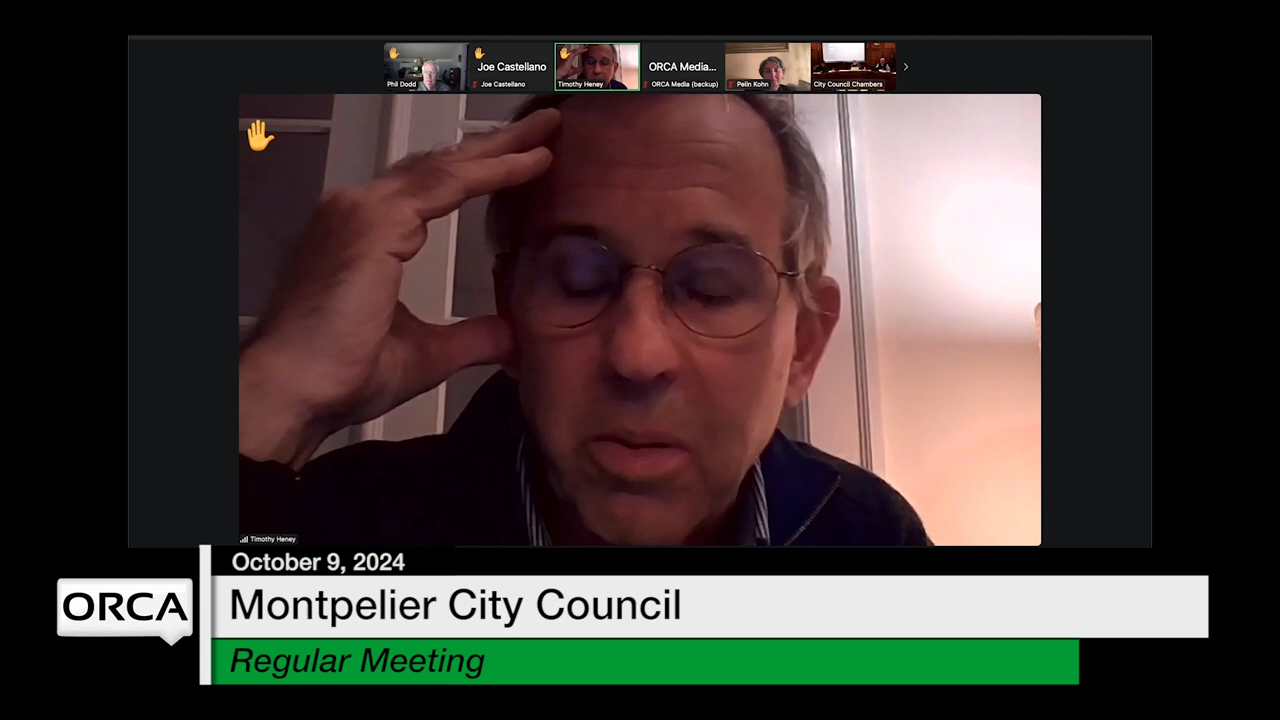 Joe Castellano
ORCA Media...
Phil Dodd
Joe Castellano
Timothy Heney
ORCA Media (backup)
Pelin Kohn
City Council Chambers
Timothy Heney
October 9, 2024
ORCA
Montpelier City Council
Regular Meeting